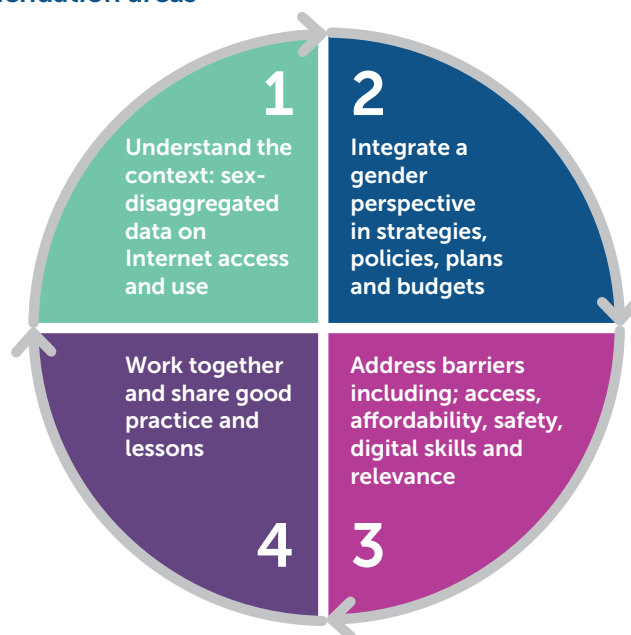 1
Understand the
context: sex-
disaggregated
data on
Internet access
and use
2
Integrate a
gender
perspective
in strategies,
policies, plans
and budgets
3
Address barriers
including; access,
affordability, safety,
digital skills and
relevance
4
Work together
and share good
practice and
lessons